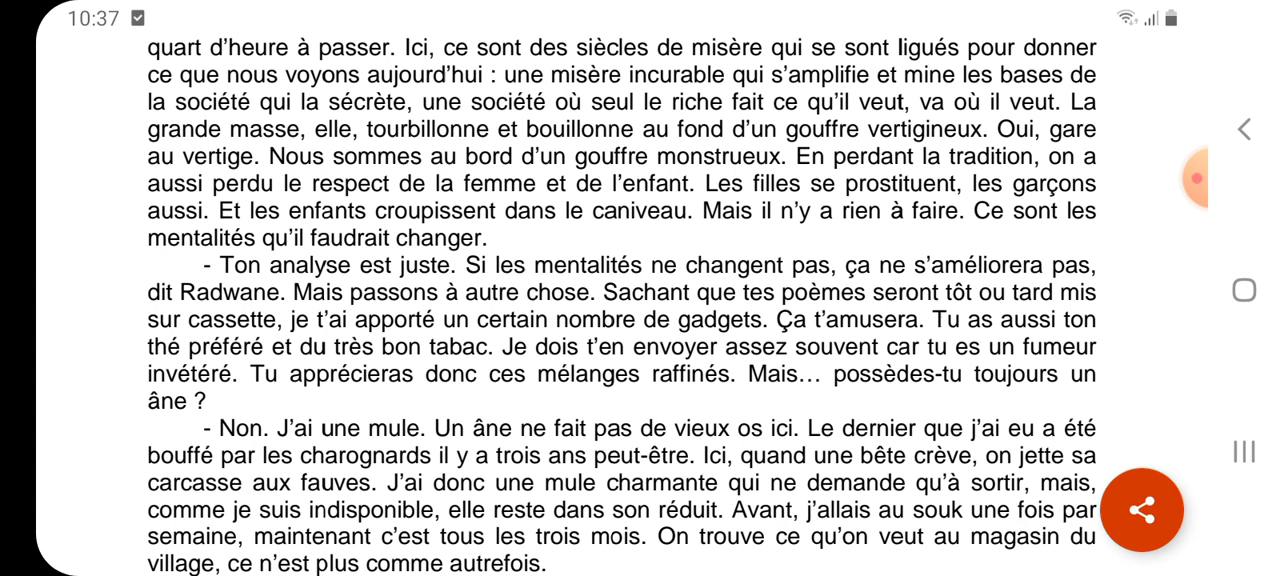 10:37
quart d’heure à passer. Ici, ce sont des siècles de misère qui se sont ligués pour donner
ce que nous voyons aujourd’hui : une misère incurable qui s’amplifie et mine les bases de
la société qui la sécrète, une société où seul le riche fait ce qu’il veut, va où il veut. La
grande masse, elle, tourbillonne et bouillonne au fond d’un gouffre vertigineux. Oui, gare
au vertige. Nous sommes au bord d’un gouffre monstrueux. En perdant la tradition, on a
aussi perdu le respect de la femme et de l’enfant. Les filles se prostituent, les garçons
aussi. Et les enfants croupissent dans le caniveau. Mais il n’y a rien à faire. Ce sont les
mentalités qu’il faudrait changer.
- Ton analyse est juste. Si les mentalités ne changent pas, ça ne s’améliorera pas,
dit Radwane. Mais passons à autre chose. Sachant que tes poèmes seront tôt ou tard mis
sur cassette, je t’ai apporté un certain nombre de gadgets. Ça t’amusera. Tu as aussi ton
thé préféré et du très bon tabac. Je dois t’en envoyer assez souvent car tu es un fumeur
invétéré. Tu apprécieras donc ces mélanges raffinés. Mais… possèdes-tu toujours un
âne ?
- Non. J’ai une mule. Un âne ne fait pas de vieux os ici. Le dernier que j’ai eu a été
bouffé par les charognards il y a trois ans peut-être. Ici, quand une bête crève, on jette sa
carcasse aux fauves. J’ai donc une mule charmante qui ne demande qu’à sortir, mais,
comme je suis indisponible, elle reste dans son réduit. Avant, j’allais au souk une fois par
semaine, maintenant c’est tous les trois mois. On trouve ce qu’on veut au magasin du
village, ce n’est plus comme autrefois.